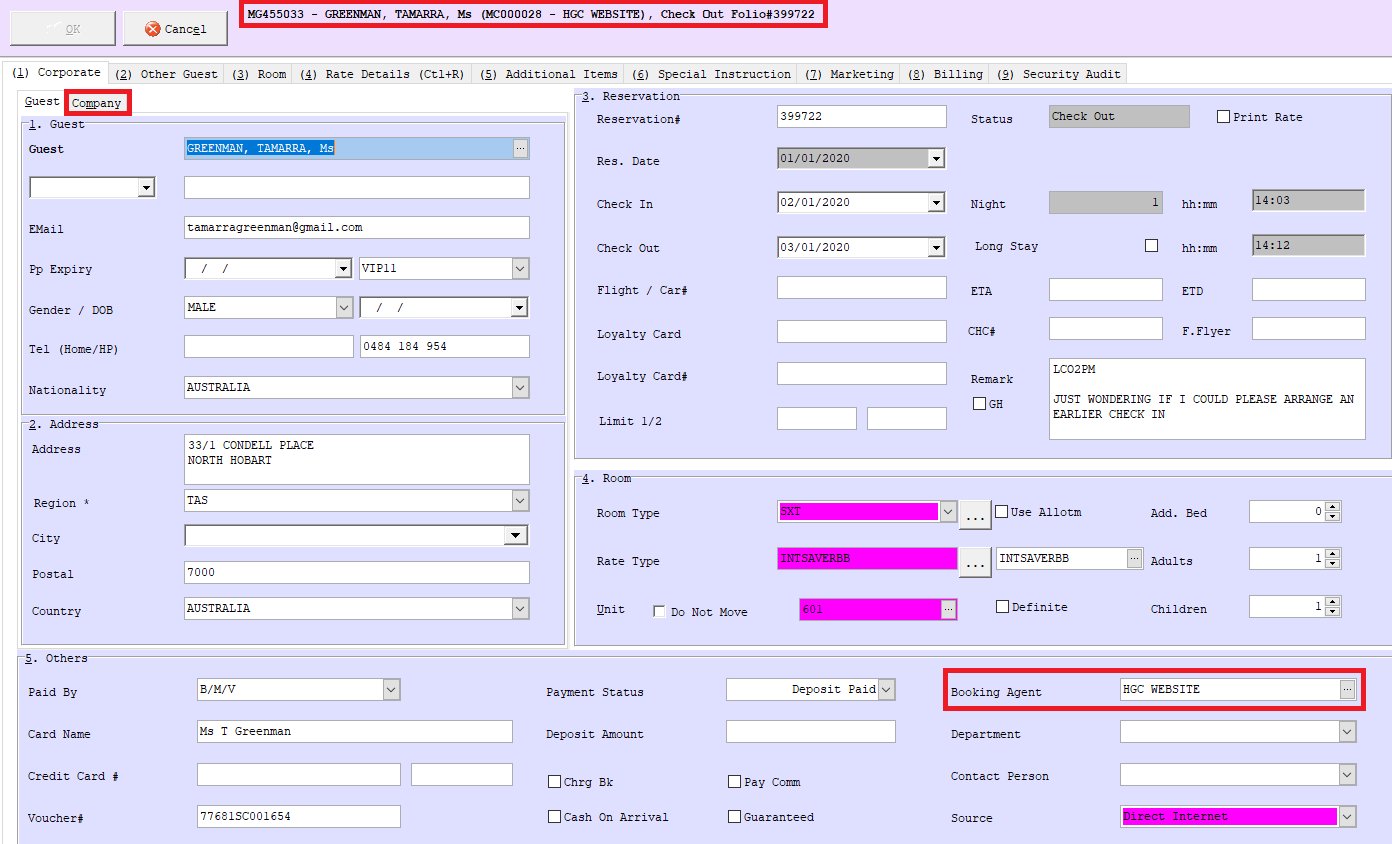 OK
Cancel
MG455033 - GREENMAN, TAMARRA, Ms (MC000028 - HGC WEBSITE), Check Out Folio#399722
(1) Corporate
(2) Other Guest
(3) Room
(4) Rate Details (Ctl+R)
(5) Additional Items
(6) Special Instruction
(7) Marketing
(8) Billing
(9) Security Audit
Guest
Company
1. Guest
Guest
GREENMAN, TAMARRA, Ms
...
EMail
tamarragreenman@gmail.com
Pp Expiry
/ /
VIP11
Gender / DOB
MALE
/ /
Tel (Home/HP)
0484 184 954
Nationality
AUSTRALIA
2. Address
Address
33/1 CONDELL PLACE
NORTH HOBART
Region *
TAS
City
Postal
7000
Country
AUSTRALIA
3. Reservation
Reservation#
399722
Status
Check Out
Print Rate
Res. Date
01/01/2020
Check In
02/01/2020
Night
1
hh:mm
14:03
Check Out
03/01/2020
Long Stay
hh:mm
14:12
Flight / Car#
ETA
ETD
Loyalty Card
CHC#
F.Flyer
Loyalty Card#
Remark
LCO2PM
JUST WONDERING IF I COULD PLEASE ARRANGE AN
EARLIER CHECK IN
GH
Limit 1/2
4. Room
Room Type
SXT
...
Use Allotm
Add. Bed
0
Rate Type
INTSAVERBB
...
INTSAVERBB
...
Adults
1
Unit
Do Not Move
601
...
Definite
Children
1
5. Others
Paid By
B/M/V
Payment Status
Deposit Paid
Booking Agent
HGC WEBSITE
...
Card Name
Ms T Greenman
Deposit Amount
Department
Credit Card #
Chrg Bk
Pay Comm
Contact Person
Voucher#
77681SC001654
Cash On Arrival
Guaranteed
Source
Direct Internet